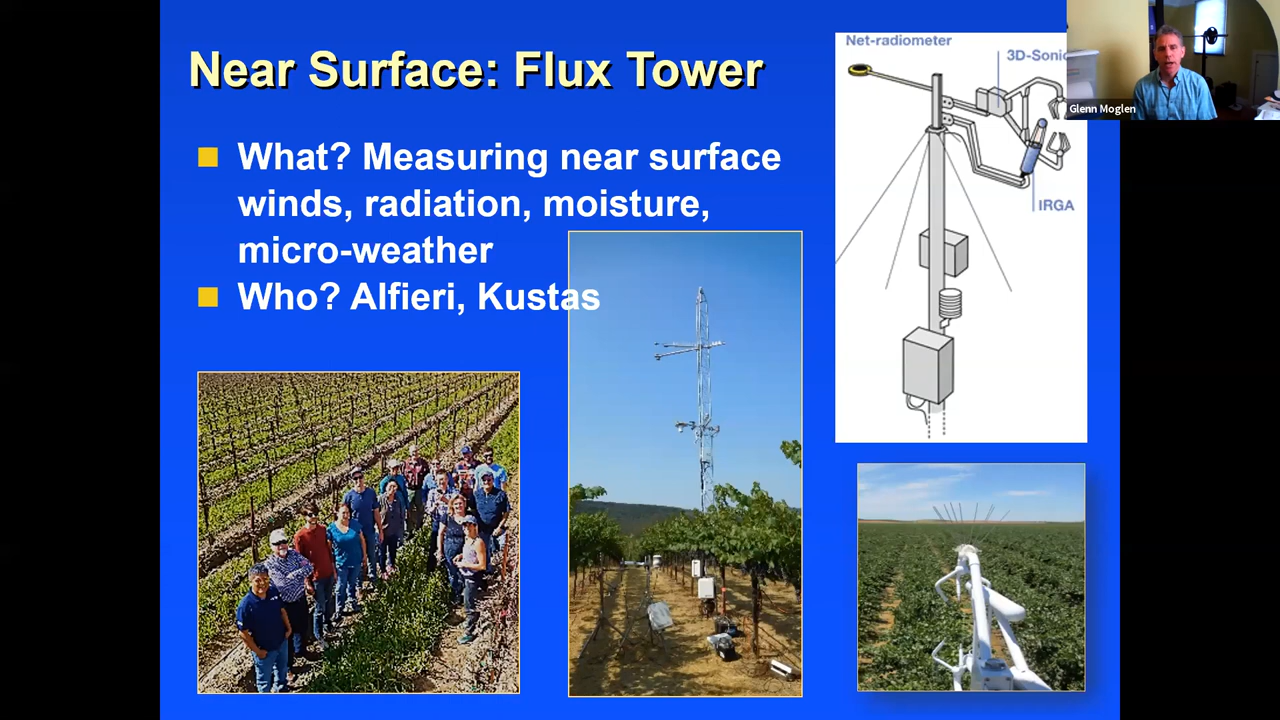 Near Surface: Flux Tower
What? Measuring near surface
winds, radiation, moisture,
micro-weather
Who? Alfieri, Kustas
Net-radiometer
3D-Sonic
IRGA
Glenn Moglen